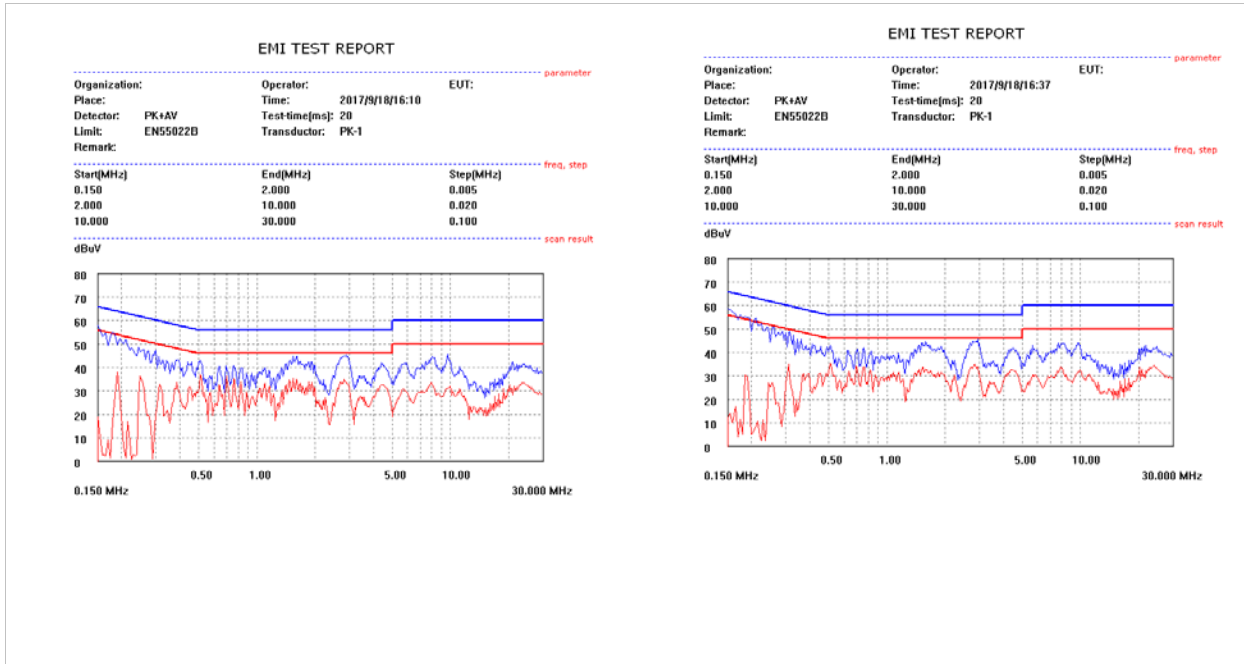 EMI TEST REPORT
parameter
Organization: Operator: EUT:
Place: Time: 2017/9/18/16:10
Detector: PK+AV Test-time(ms): 20
Limit: EN55022B Transductor: PK-1
Remark:
freq, step
Start(MHz) End(MHz) Step(MHz)
0.150 2.000 0.005
2.000 10.000 0.020
10.000 30.000 0.100
scan result
dBuV
80
70
60
50
40
30
20
10
0
0.50 1.00 5.00 10.00
0.150 MHz 30.000 MHz
EMI TEST REPORT
parameter
Organization: Operator: EUT:
Place: Time: 2017/9/18/16:37
Detector: PK+AV Test-time(ms): 20
Limit: EN55022B Transductor: PK-1
Remark:
freq, step
Start(MHz) End(MHz) Step(MHz)
0.150 2.000 0.005
2.000 10.000 0.020
10.000 30.000 0.100
scan result
dBuV
80
70
60
50
40
30
20
10
0
0.50 1.00 5.00 10.00
0.150 MHz 30.000 MHz